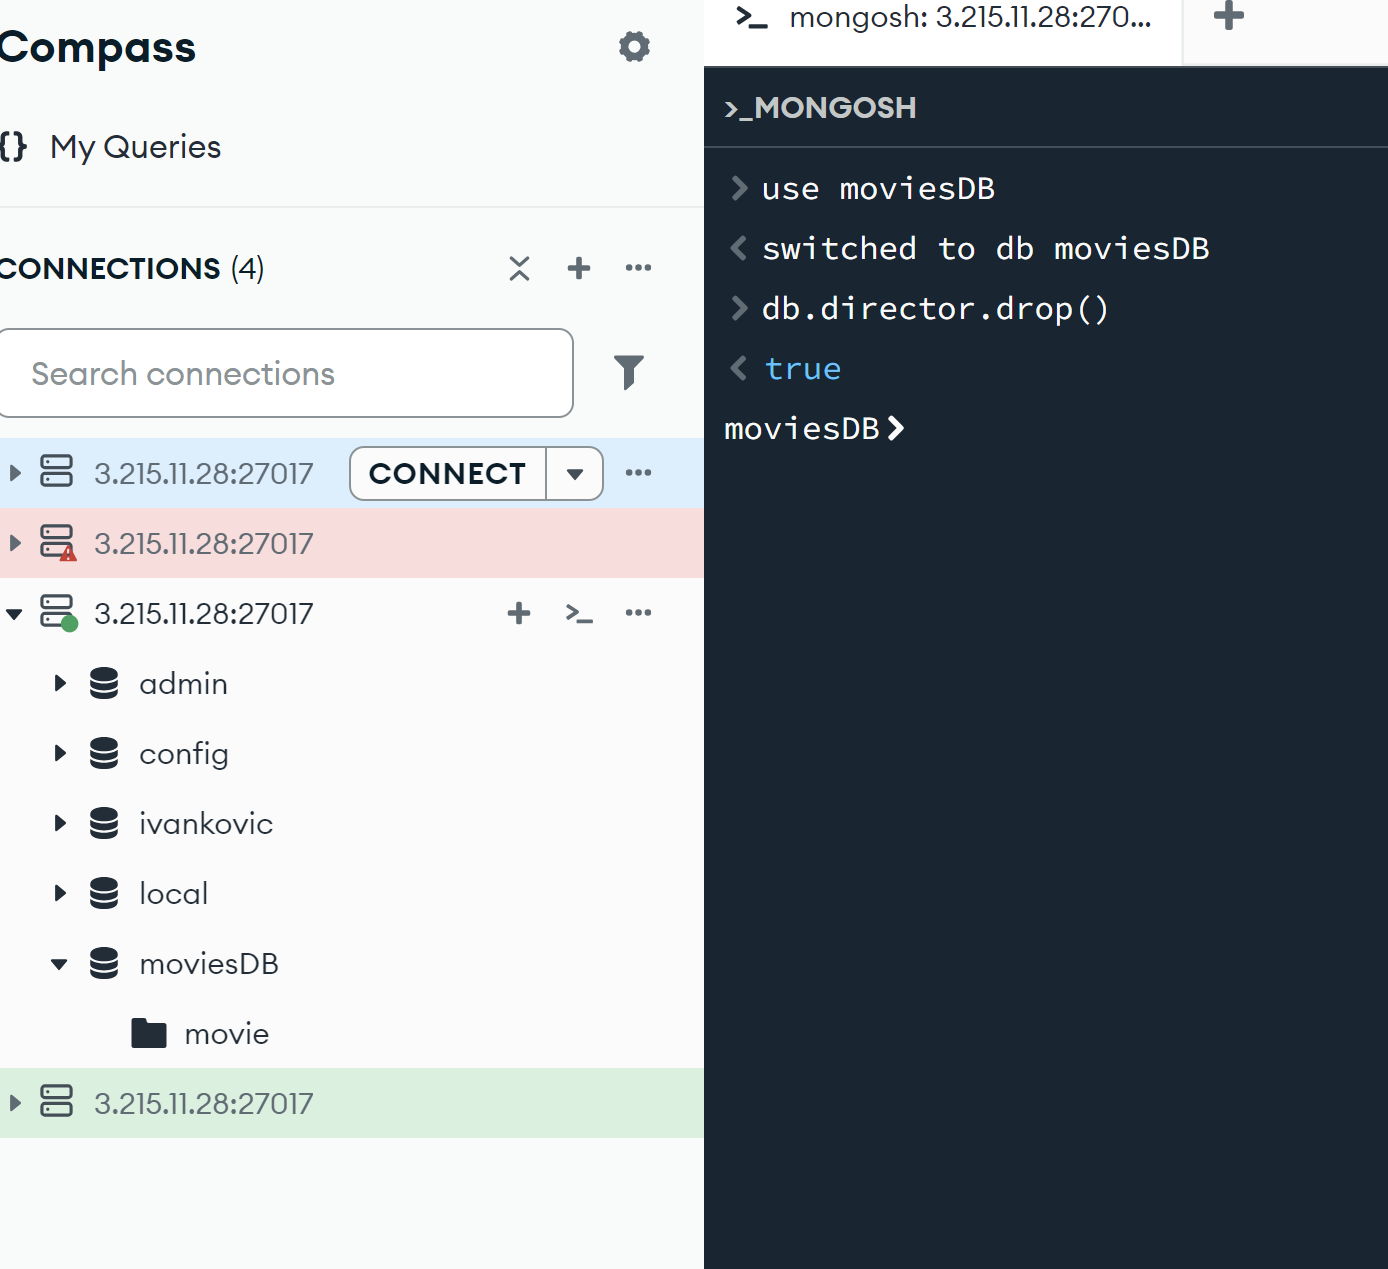 Compass
{} My Queries
CONNECTIONS (4)
Search connections
3.215.11.28:27017 CONNECT
3.215.11.28:27017
3.215.11.28:27017
admin
config
ivankovic
local
moviesDB
movie
3.215.11.28:27017
mongosh: 3.215.11.28:270...
>_MONGOSH
> use moviesDB
< switched to db moviesDB
> db.director.drop()
< true
moviesDB>